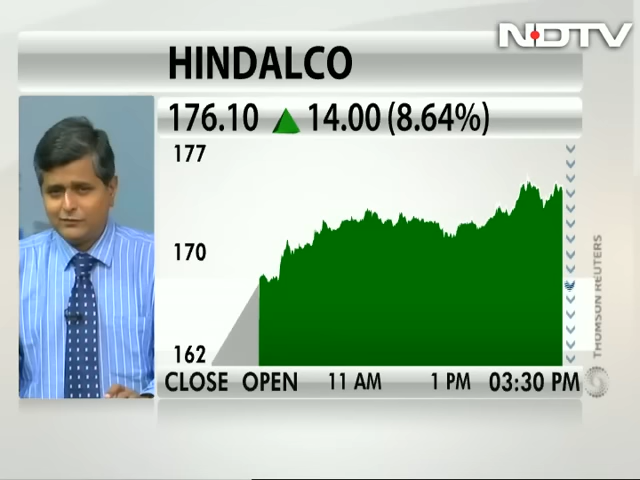 NDTV
HINDALCO
176.10 ▲ 14.00 (8.64%)
177
170
162
CLOSE OPEN 11 AM 1 PM 03:30 PM
THOMSON REUTERS